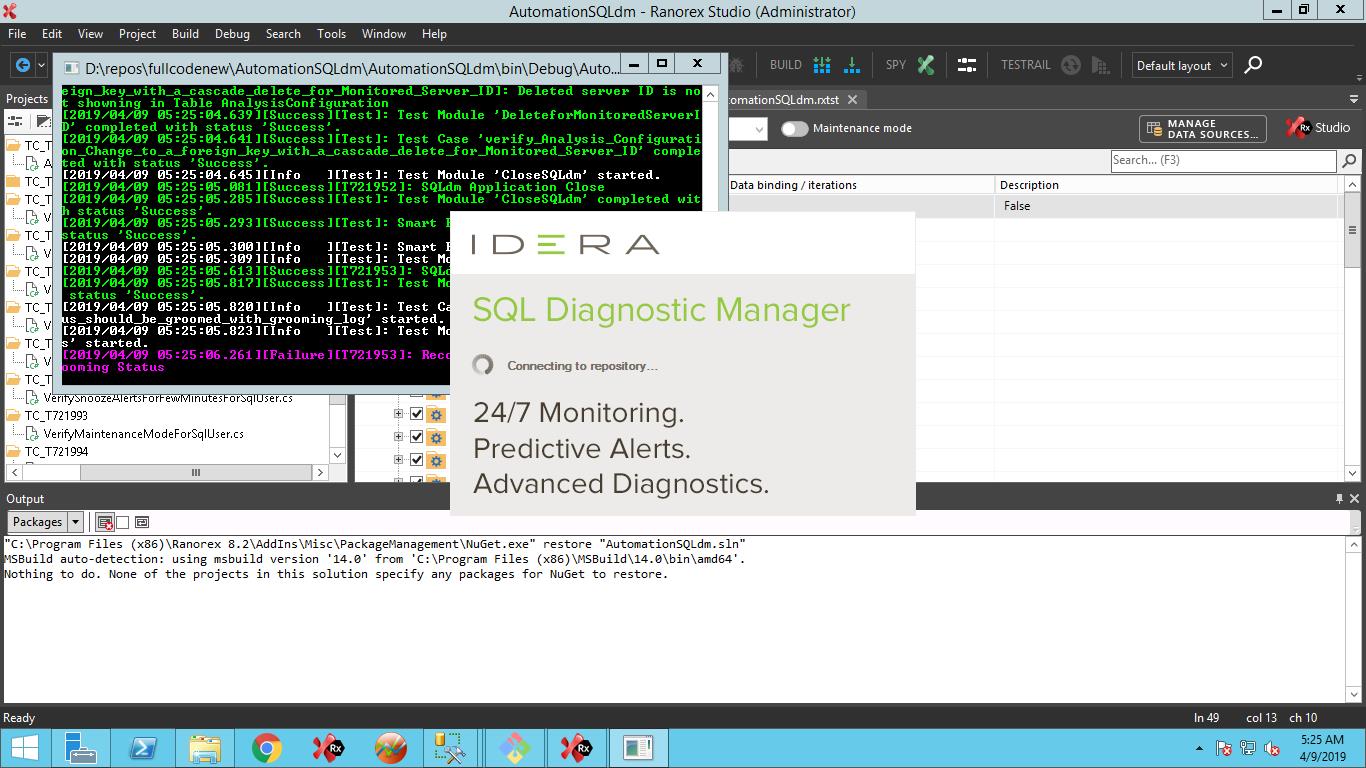 AutomationSQLdm - Ranorex Studio (Administrator)
File Edit View Project Build Debug Search Tools Window Help
BUILD SPY TESTRAIL Default layout
D:\repos\fullcodenew\AutomationSQLdm\AutomationSQLdm\bin\Debug\Auto...
Projects
omationSQLdm.rxtst
Maintenance mode
MANAGE
DATA SOURCES...
Studio
Search... (F3)
Data binding / iterations Description
False
eign_key_with_a_cascade_delete_for_Monitored_Server_ID]: Deleted server ID is no
t showning in Table AnalysisConfiguration
[2019/04/09 05:25:04.639][Success][Test]: Test Module 'DeleteforMonitoredServerI
D' completed with status 'Success'.
[2019/04/09 05:25:04.641][Success][Test]: Test Case 'verify_Analysis_Configurati
on_Change_to_a_foreign_key_with_a_cascade_delete_for_Monitored_Server_ID' comple
ted with status 'Success'.
[2019/04/09 05:25:04.645][Info ][Test]: Test Module 'CloseSQLdm' started.
[2019/04/09 05:25:05.081][Success][T721952]: SQLdm Application Close
[2019/04/09 05:25:05.285][Success][Test]: Test Module 'CloseSQLdm' completed wit
h status 'Success'.
[2019/04/09 05:25:05.293][Success][Test]: Smart
status 'Success'.
[2019/04/09 05:25:05.300][Info ][Test]: Smart
[2019/04/09 05:25:05.309][Info ][Test]: Test Mo
[2019/04/09 05:25:05.613][Success][T721953]: SQLd
[2019/04/09 05:25:05.817][Success][Test]: Test Mo
status 'Success'.
[2019/04/09 05:25:05.820][Info ][Test]: Test Ca
us_should_be_groomed_with_grooming_log' started.
[2019/04/09 05:25:05.823][Info ][Test]: Test Mo
s' started.
[2019/04/09 05:25:06.261][Failure][T721953]: Reco
ooming Status
TC_T
A
TC_T
TC_T
V
TC_T
V
TC_T
V
TC_T
V
TC_T
V
TC_T
VerifySnoozeAlertsForFewMinutesForSqlUser.cs
TC_T721993
VerifyMaintenanceModeForSqlUser.cs
TC_T721994
IDERA
SQL Diagnostic Manager
Connecting to repository...
24/7 Monitoring.
Predictive Alerts.
Advanced Diagnostics.
Output
Packages
"C:\Program Files (x86)\Ranorex 8.2\AddIns\Misc\PackageManagement\NuGet.exe" restore "AutomationSQLdm.sln"
MSBuild auto-detection: using msbuild version '14.0' from 'C:\Program Files (x86)\MSBuild\14.0\bin\amd64'.
Nothing to do. None of the projects in this solution specify any packages for NuGet to restore.
Ready
ln 49 col 13 ch 10
5:25 AM
4/9/2019